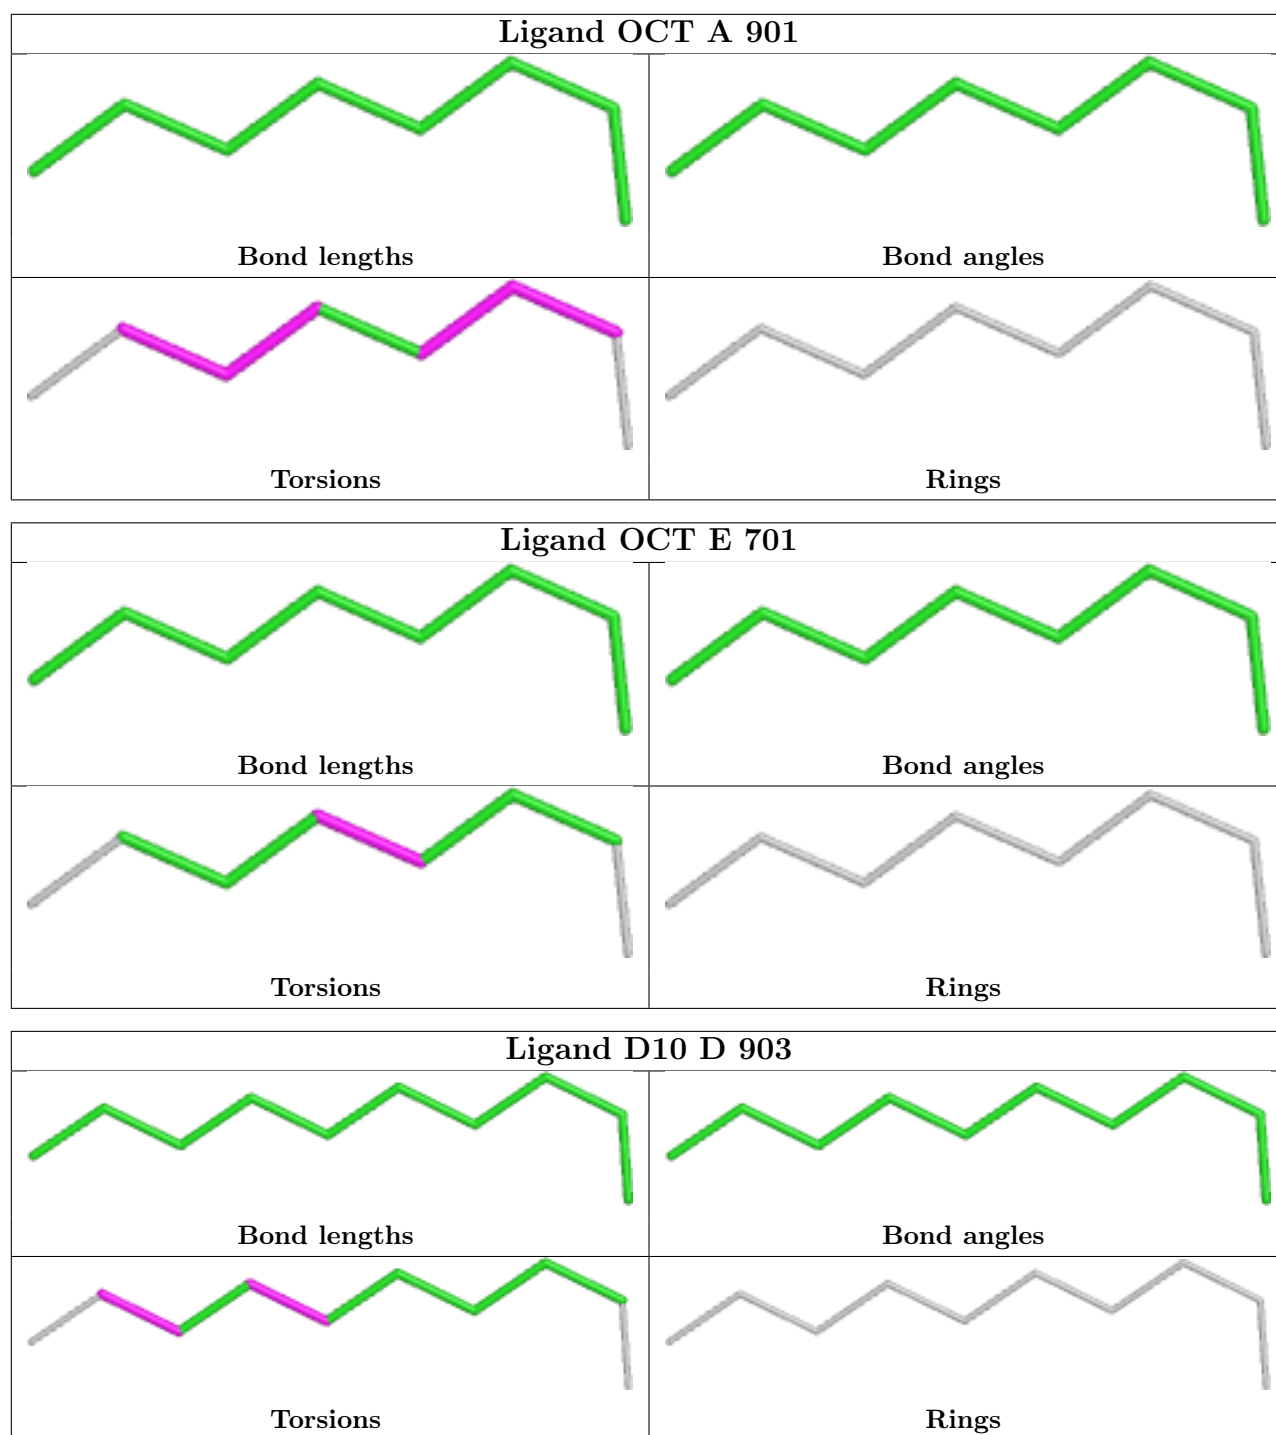 Ligand OCT A 901
Bond lengths
Bond angles
Torsions
Rings
Ligand OCT E 701
Bond lengths
Bond angles
Torsions
Rings
Ligand D10 D 903
Bond lengths
Bond angles
Torsions
Rings